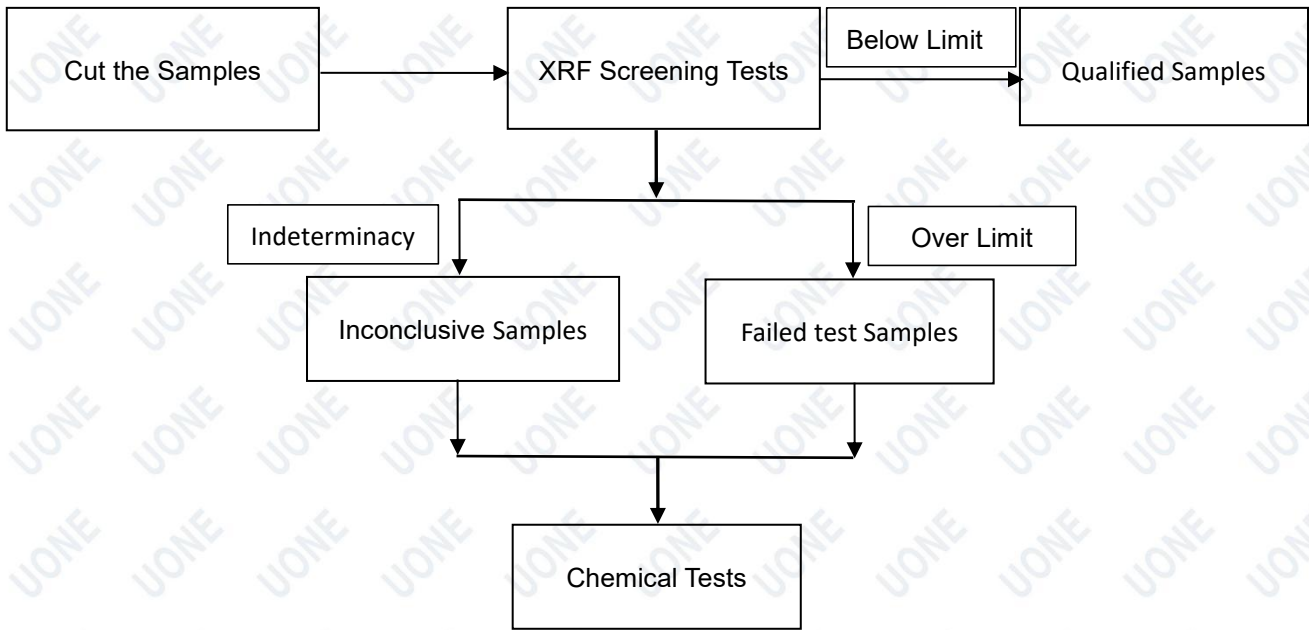 Cut the Samples
XRF Screening Tests
Below Limit
Qualified Samples
Indeterminacy
Over Limit
Inconclusive Samples
Failed test Samples
Chemical Tests
UONE